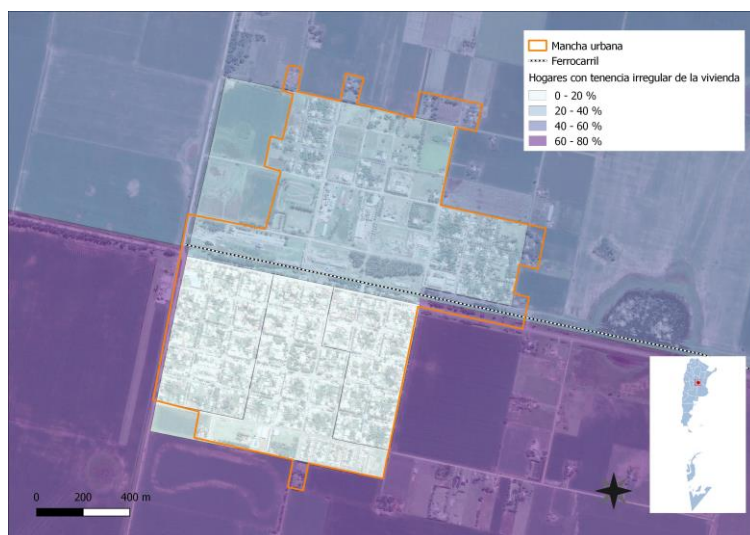 Mancha urbana
Ferrocarril
Hogares con tenencia irregular de la vivienda
0 - 20 %
20 - 40 %
40 - 60 %
60 - 80 %
0 200 400 m